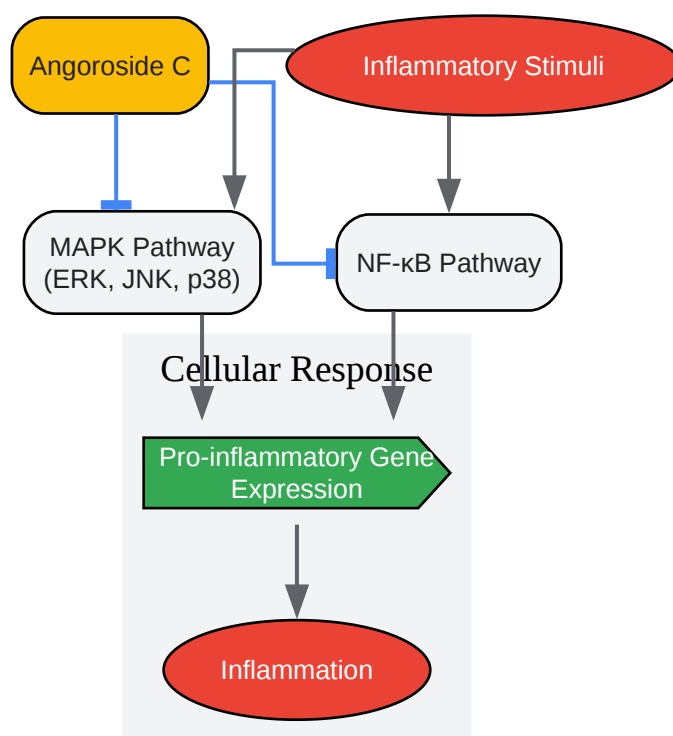 Angoroside C
Inflammatory Stimuli
MAPK Pathway
(ERK, JNK, p38)
NF-κB Pathway
Cellular Response
Pro-inflammatory Gene
Expression
Inflammation